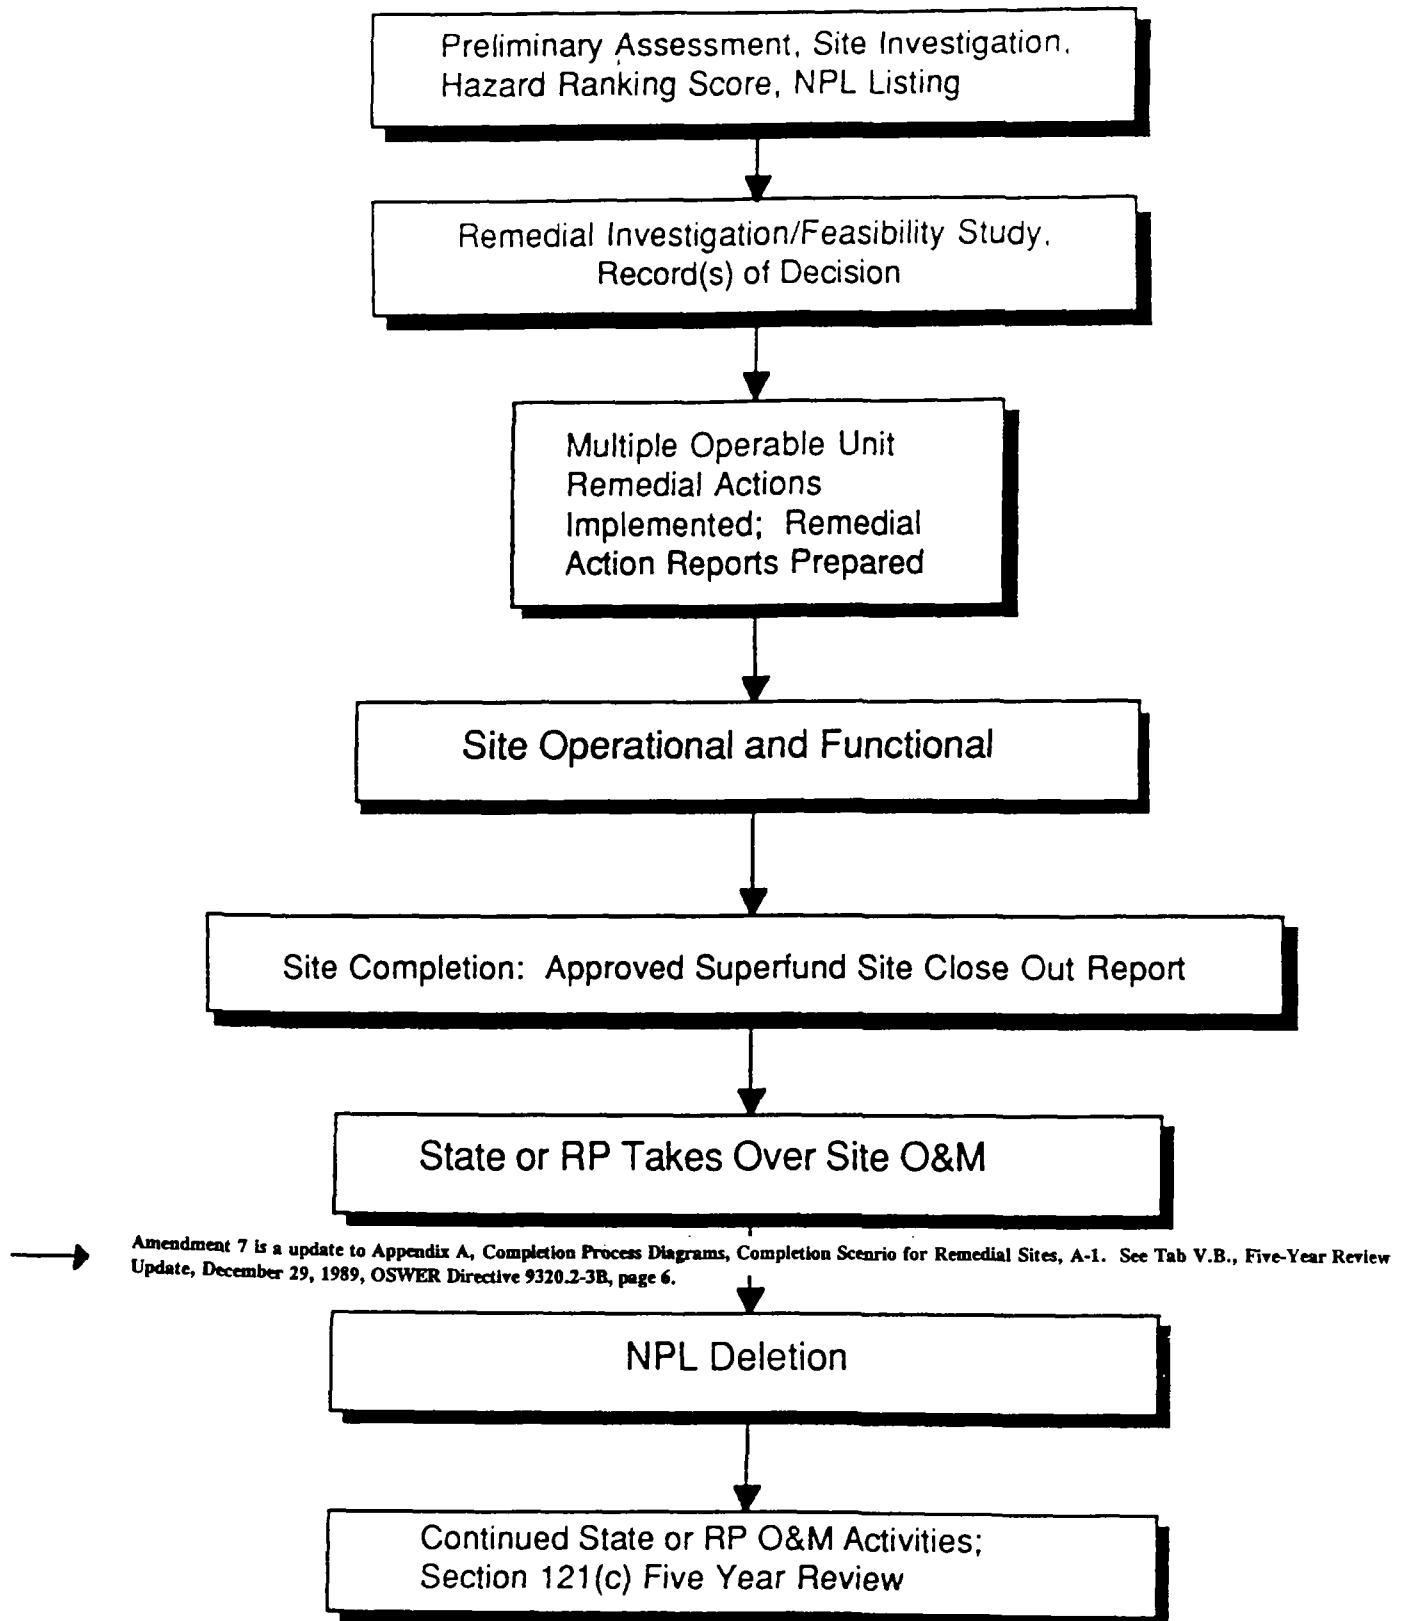 Preliminary Assessment, Site Investigation,
Hazard Ranking Score, NPL Listing
Remedial Investigation/Feasibility Study,
Record(s) of Decision
Multiple Operable Unit
Remedial Actions
Implemented; Remedial
Action Reports Prepared
Site Operational and Functional
Site Completion: Approved Superfund Site Close Out Report
State or RP Takes Over Site O&M
Amendment 7 is a update to Appendix A, Completion Process Diagrams, Completion Scenrio for Remedial Sites, A-1. See Tab V.B., Five-Year Review
Update, December 29, 1989, OSWER Directive 9320.2-3B, page 6.
NPL Deletion
Continued State or RP O&M Activities;
Section 121(c) Five Year Review